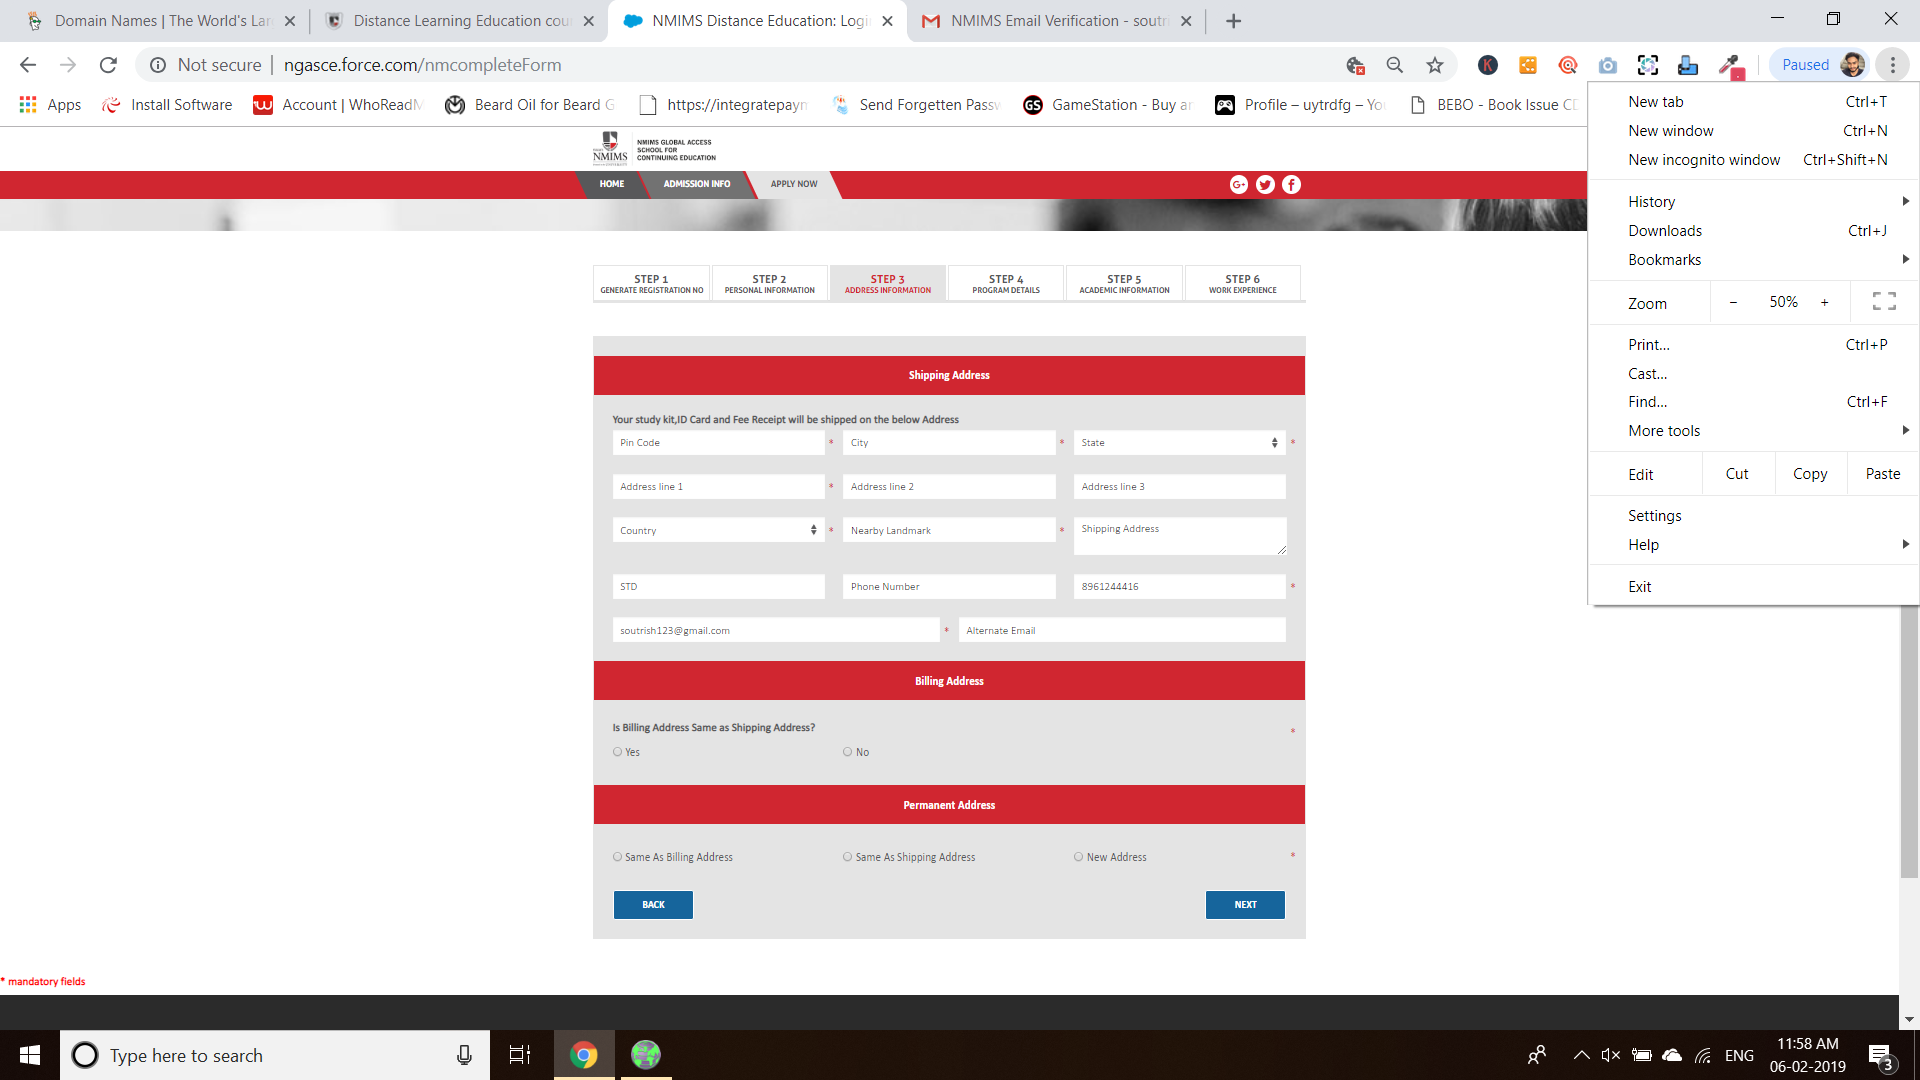 Domain Names | The World's Lar
Distance Learning Education cou
NMIMS Distance Education: Login
NMIMS Email Verification - soutri
Not secure | ngasce.force.com/nmcompleteForm
Paused
Apps
Install Software
Account | WhoReadM
Beard Oil for Beard G
https://integratepaym
Send Forgotten Passw
GameStation - Buy an
Profile – uytrdfg – Yo
BEBO - Book Issue CD
New tab Ctrl+T
New window Ctrl+N
New incognito window Ctrl+Shift+N
History
Downloads Ctrl+J
Bookmarks
Zoom − 50% +
Print... Ctrl+P
Cast...
Find... Ctrl+F
More tools
Edit Cut Copy Paste
Settings
Help
Exit
NMIMS
NMIMS GLOBAL ACCESS
SCHOOL FOR
CONTINUING EDUCATION
HOME ADMISSION INFO APPLY NOW
STEP 1
GENERATE REGISTRATION NO
STEP 2
PERSONAL INFORMATION
STEP 3
ADDRESS INFORMATION
STEP 4
PROGRAM DETAILS
STEP 5
ACADEMIC INFORMATION
STEP 6
WORK EXPERIENCE
Shipping Address
Your study kit,ID Card and Fee Receipt will be shipped on the below Address
Pin Code * City * State *
Address line 1 * Address line 2 Address line 3
Country * Nearby Landmark * Shipping Address
STD Phone Number 8961244416 *
soutrish123@gmail.com * Alternate Email
Billing Address
Is Billing Address Same as Shipping Address? *
Yes No
Permanent Address
Same As Billing Address Same As Shipping Address New Address *
BACK NEXT
* mandatory fields
Type here to search
ENG
11:58 AM
06-02-2019
3